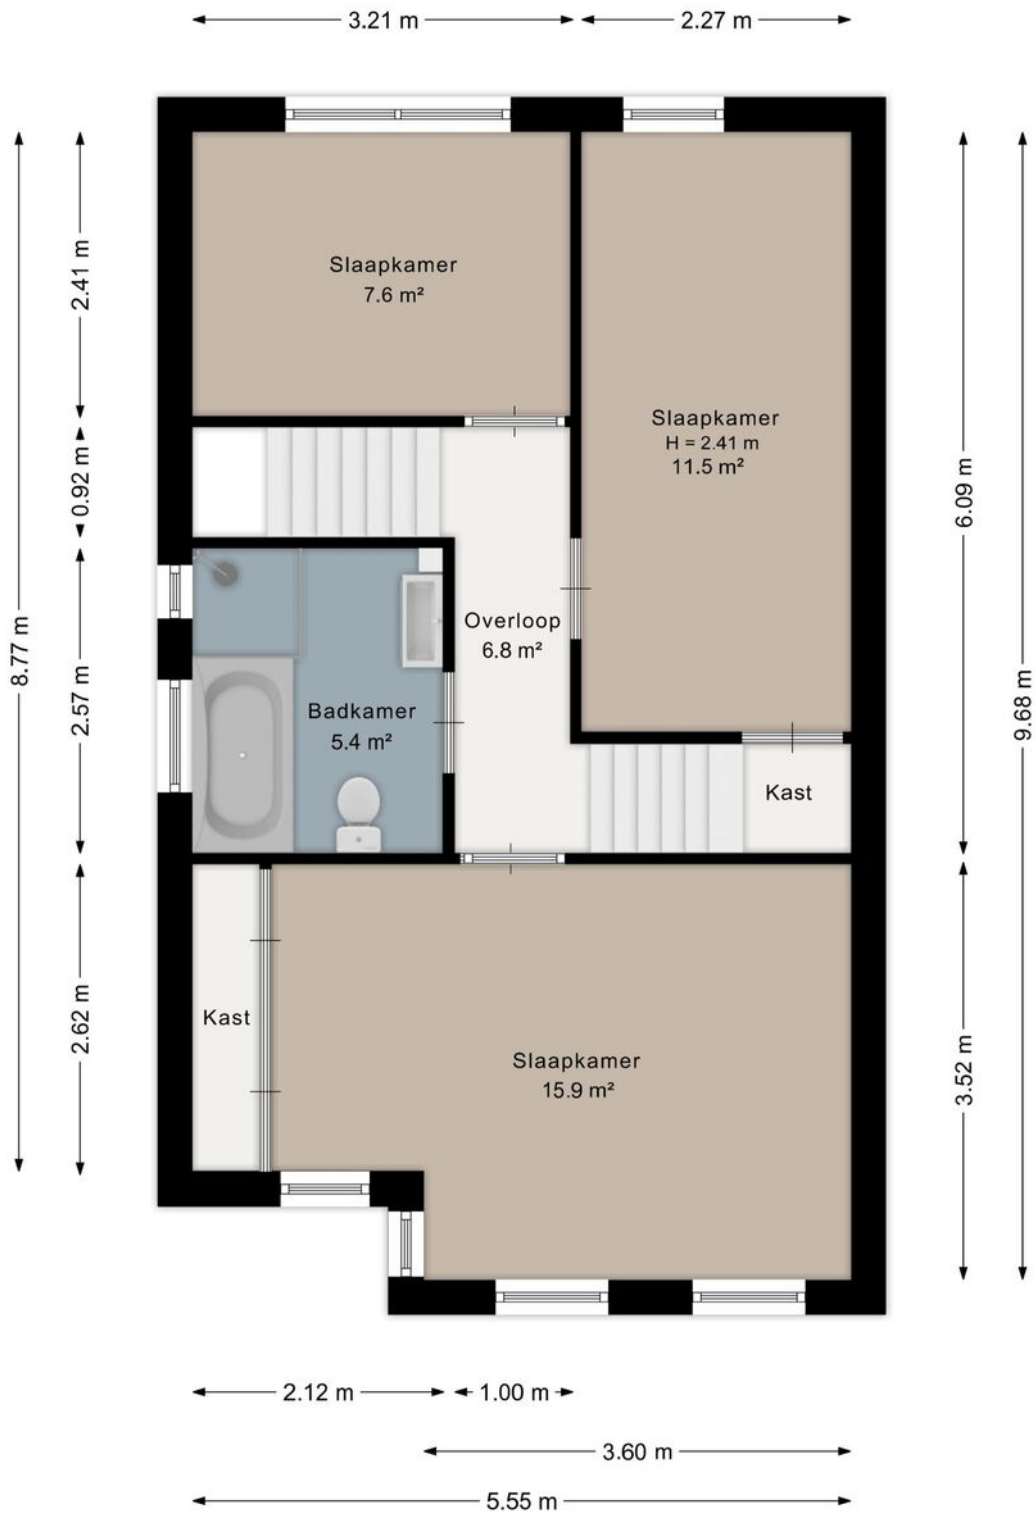 3.21 m
2.27 m
Slaapkamer
7.6 m²
2.41 m
Slaapkamer
H = 2.41 m
11.5 m²
0.92 m
6.09 m
Overloop
6.8 m²
8.77 m
2.57 m
9.68 m
Badkamer
5.4 m²
Kast
Kast
2.62 m
Slaapkamer
15.9 m²
3.52 m
2.12 m
1.00 m
3.60 m
5.55 m